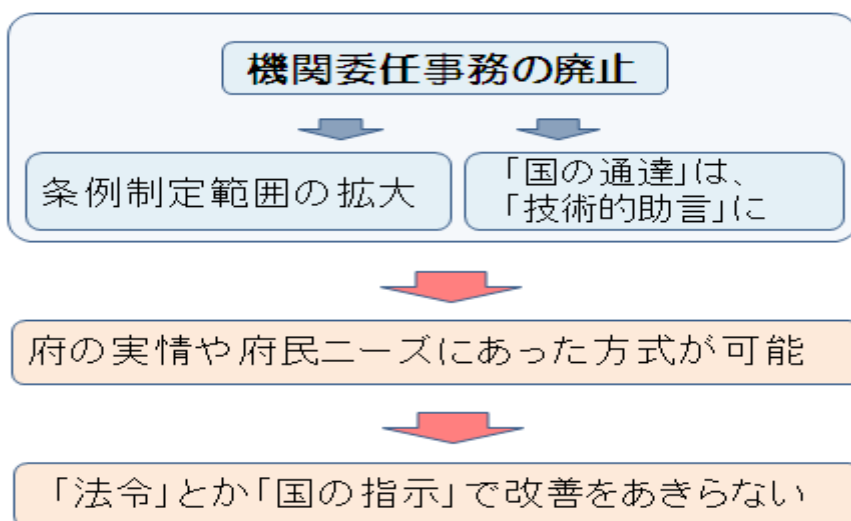 機関委任事務の廃止
条例制定範囲の拡大
「国の通達」は、
「技術的助言」に
府の実情や府民ニーズにあった方式が可能
「法令」とか「国の指示」で改善をあきらない